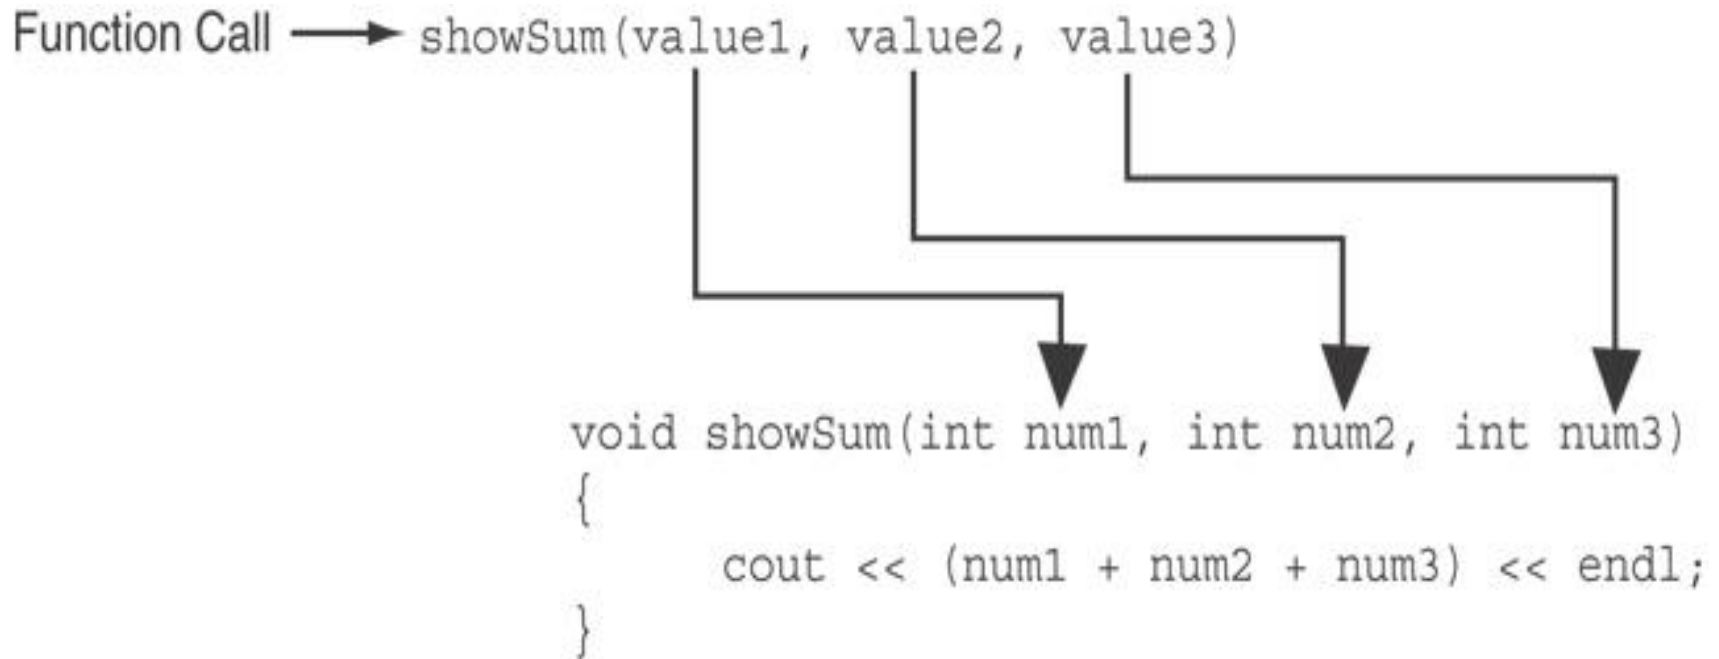 Function Call showSum(value1, value2, value3)
void showSum(int num1, int num2, int num3)
{
cout << (num1 + num2 + num3) << endl;
}